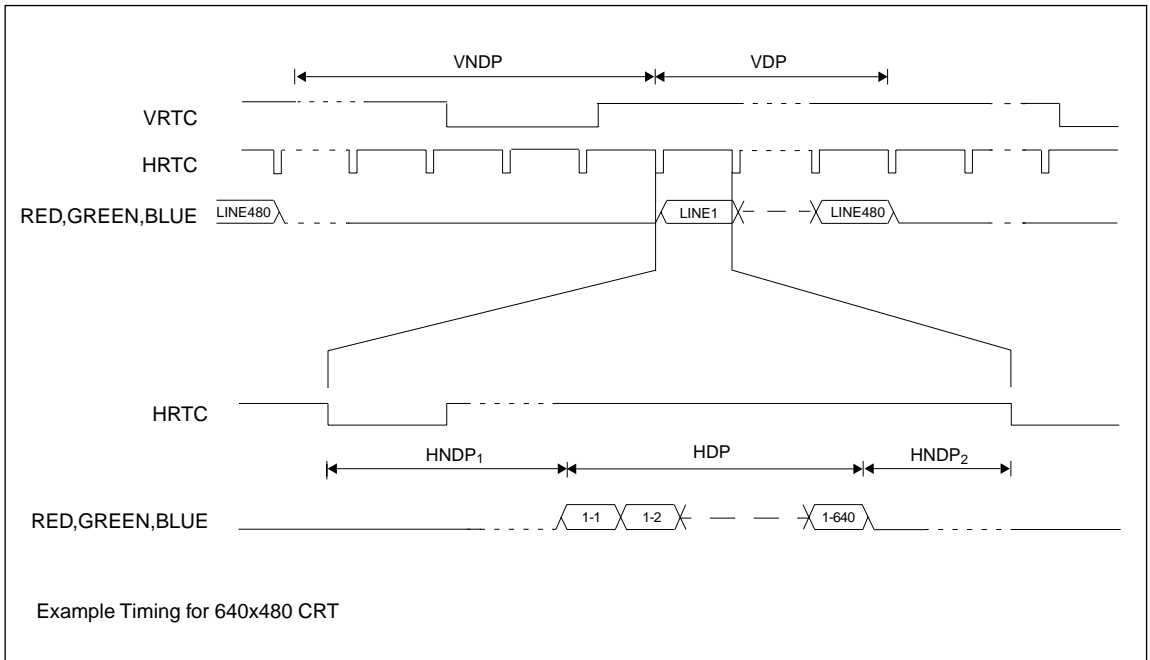 VNDP VDP
VRTC
HRTC
RED,GREEN,BLUE LINE480 LINE1 LINE480
HRTC
HNDP1 HDP HNDP2
RED,GREEN,BLUE 1-1 1-2 1-640
Example Timing for 640x480 CRT